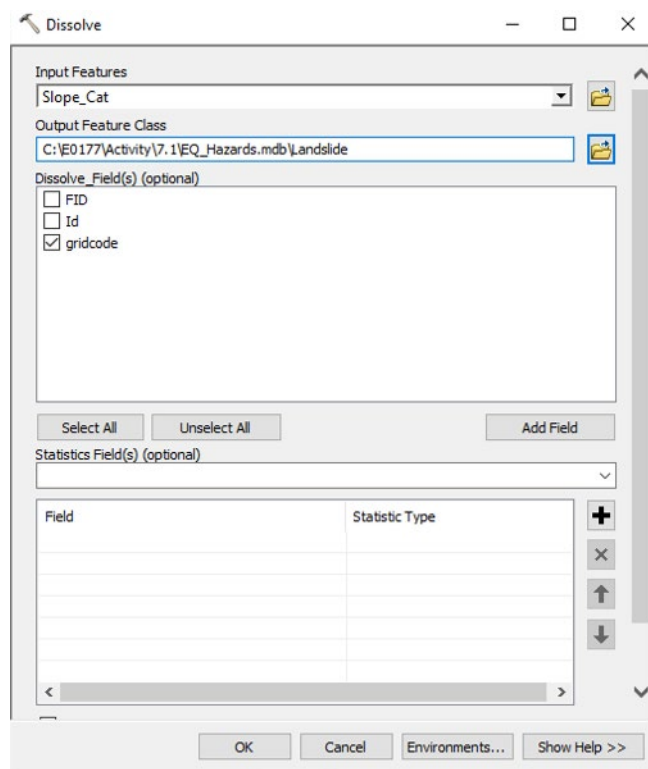 Dissolve
Input Features
Slope_Cat
Output Feature Class
C:\E0177\Activity\7.1\EQ_Hazards.mdb\Landslide
Dissolve_Field(s) (optional)
FID
Id
gridcode
Select All Unselect All Add Field
Statistics Field(s) (optional)
Field Statistic Type
OK Cancel Environments... Show Help >>